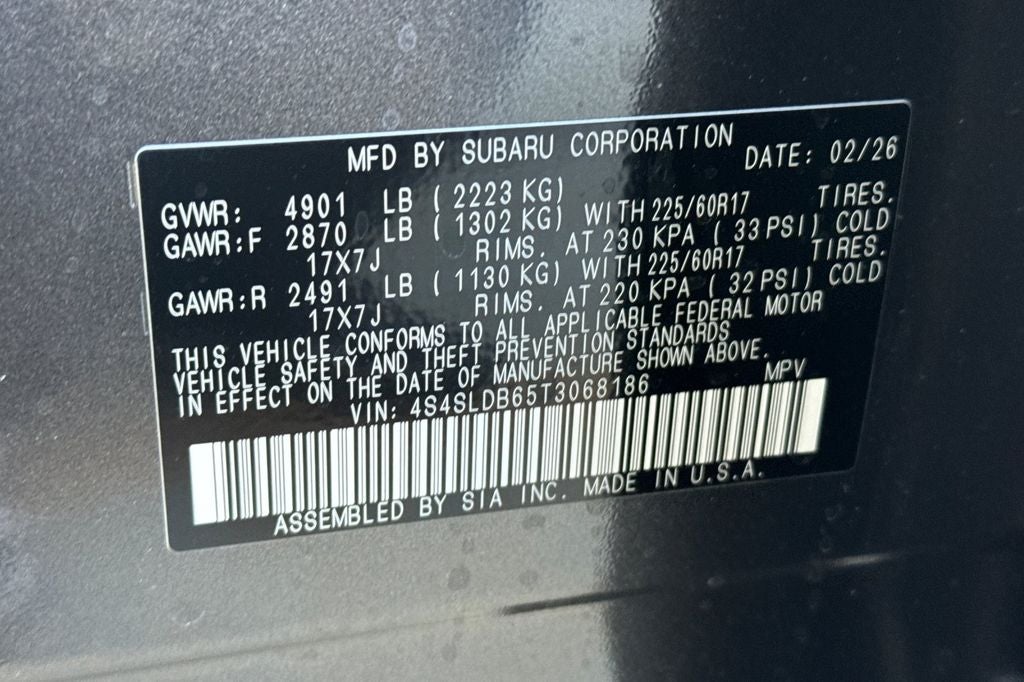 MFD BY SUBARU CORPORATION DATE: 02/26
GVWR: 4901 LB ( 2223 KG)
GAWR:F 2870 LB ( 1302 KG) WITH 225/60R17 TIRES.
17X7J RIMS. AT 230 KPA ( 33 PSI) COLD
GAWR:R 2491 LB ( 1130 KG) WITH 225/60R17 TIRES.
17X7J RIMS. AT 220 KPA ( 32 PSI) COLD
THIS VEHICLE CONFORMS TO ALL APPLICABLE FEDERAL MOTOR
VEHICLE SAFETY AND THEFT PREVENTION STANDARDS
IN EFFECT ON THE DATE OF MANUFACTURE SHOWN ABOVE.
VIN: 4S4SLDB65T3068186 MPV
ASSEMBLED BY SIA INC. MADE IN U.S.A.